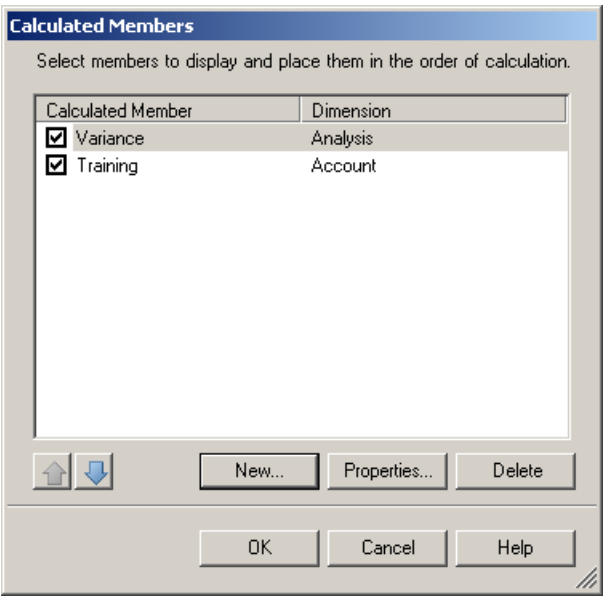 Calculated Members
Select members to display and place them in the order of calculation.
Calculated Member Dimension
Variance Analysis
Training Account
New... Properties... Delete
OK Cancel Help